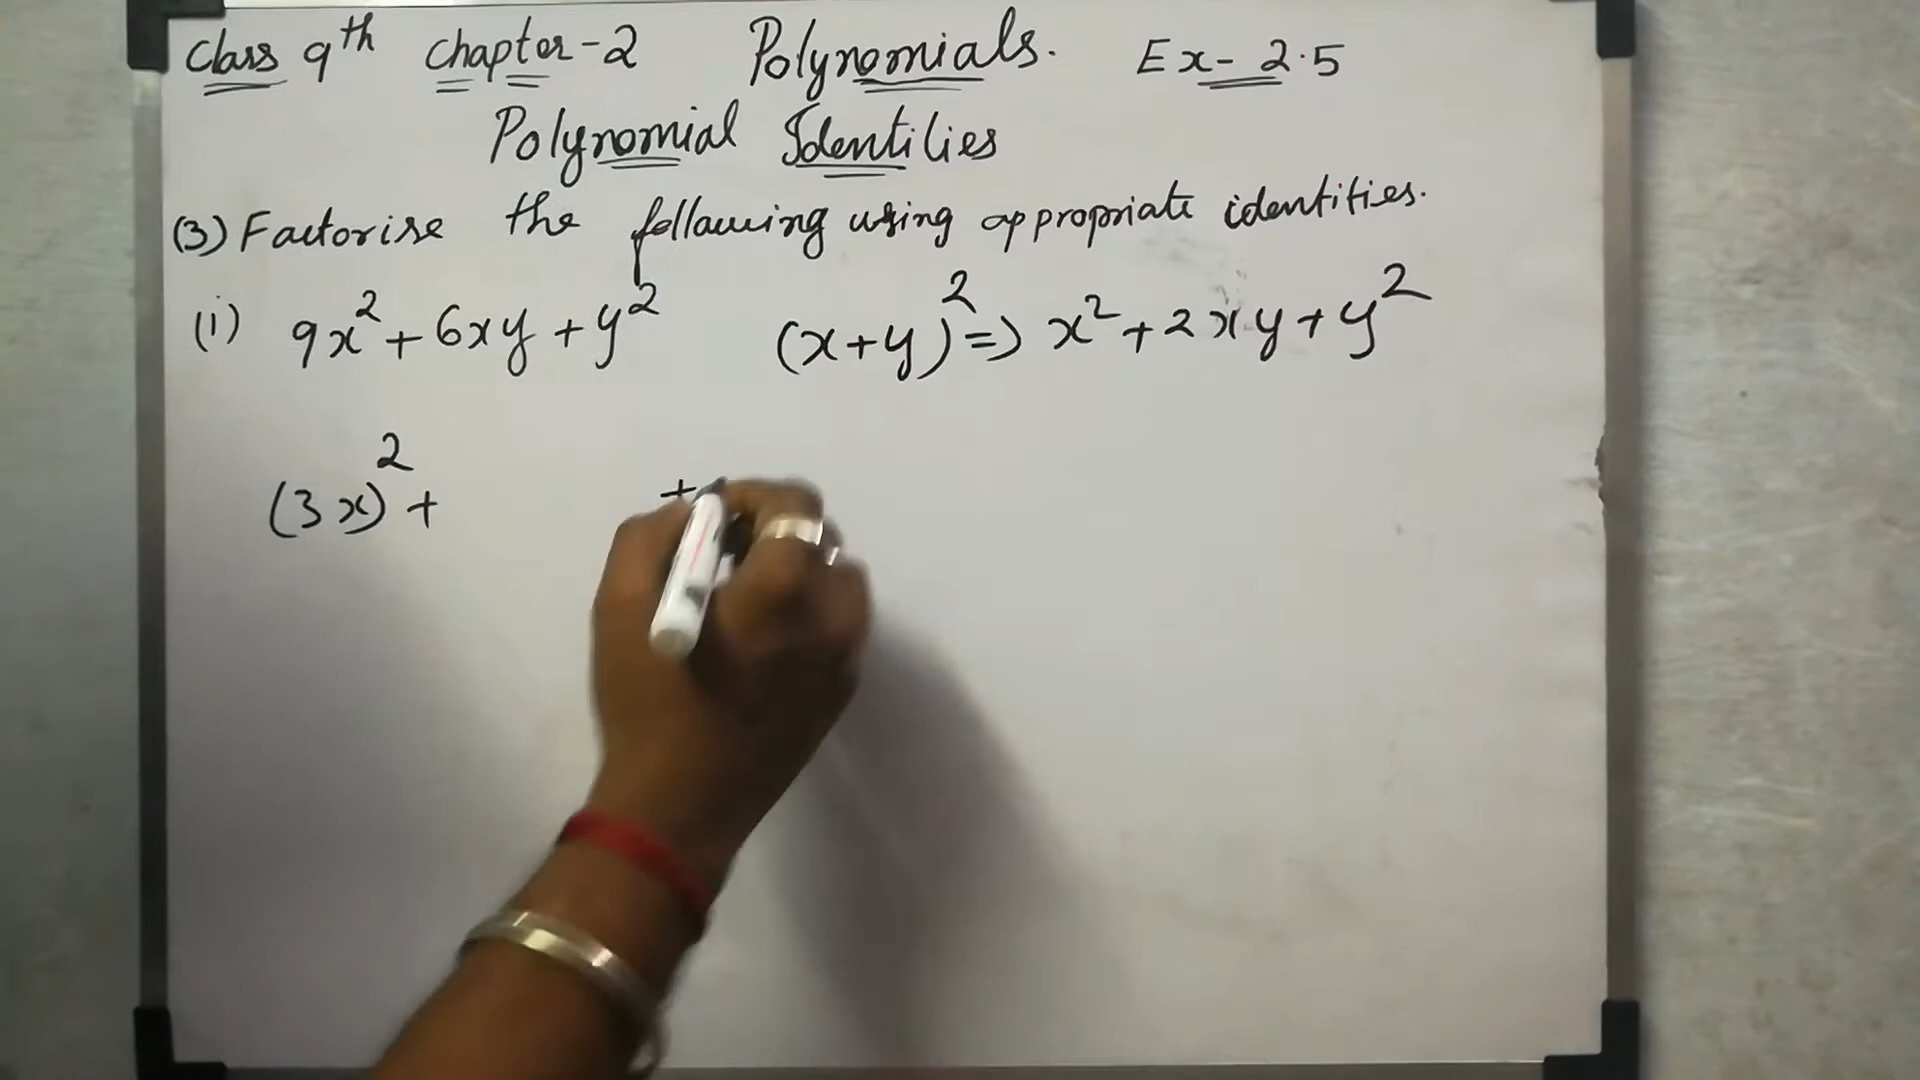 Class 9th Chapter-2 Polynomials. Ex- 2.5
Polynomial Identities
(3) Factorise the following using appropriate identities.
(i) 9x² + 6xy + y² (x+y)² => x² + 2xy + y²
(3x)² + +